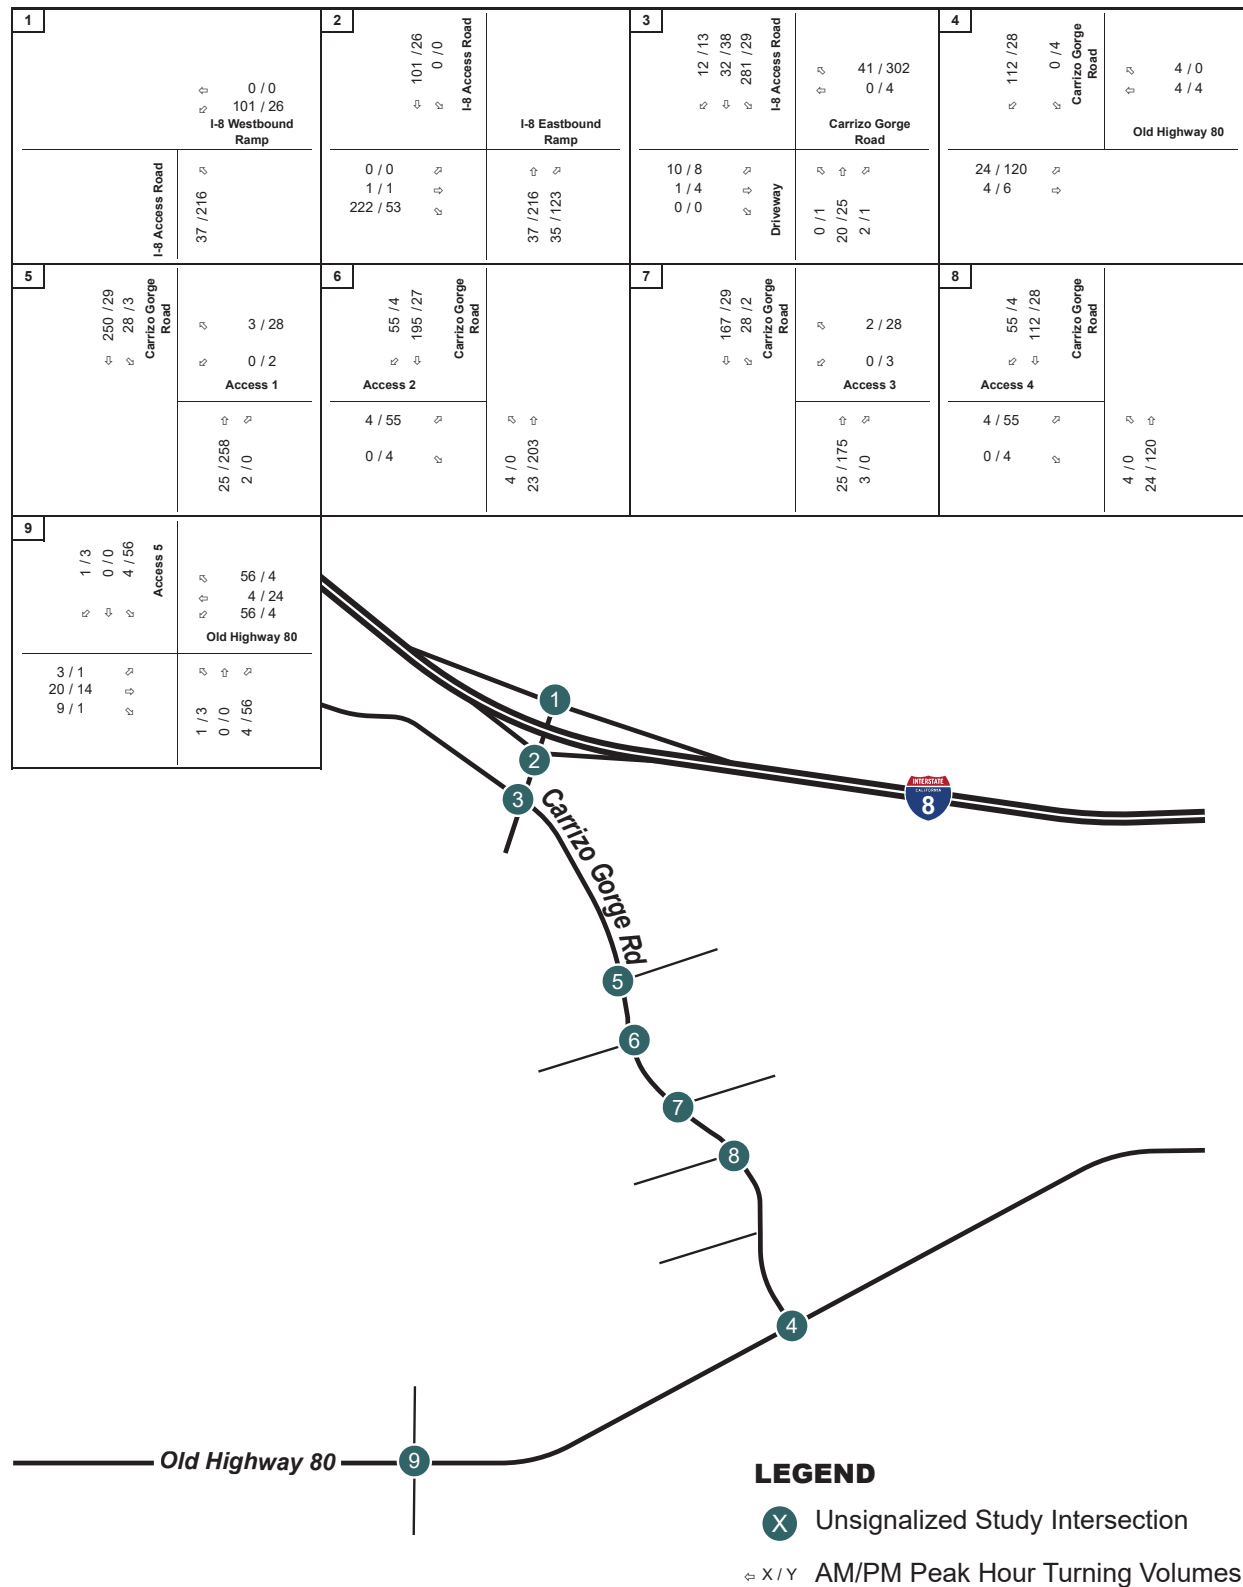 1
0 / 0
101 / 26
I-8 Westbound
Ramp
I-8 Access Road
37 / 216
2
101 / 26
0 / 0
I-8 Access Road
I-8 Eastbound
Ramp
0 / 0
1 / 1
222 / 53
37 / 216
35 / 123
3
12 / 13
32 / 38
281 / 29
I-8 Access Road
41 / 302
0 / 4
Carrizo Gorge
Road
10 / 8
1 / 4
0 / 0
Driveway
0 / 1
20 / 25
2 / 1
4
112 / 28
0 / 4
Carrizo Gorge
Road
4 / 0
4 / 4
Old Highway 80
24 / 120
4 / 6
5
250 / 29
28 / 3
Carrizo Gorge
Road
3 / 28
0 / 2
Access 1
25 / 258
2 / 0
6
55 / 4
195 / 27
Carrizo Gorge
Road
Access 2
4 / 55
0 / 4
4 / 0
23 / 203
7
167 / 29
28 / 2
Carrizo Gorge
Road
2 / 28
0 / 3
Access 3
25 / 175
3 / 0
8
55 / 4
112 / 28
Carrizo Gorge
Road
Access 4
4 / 55
0 / 4
4 / 0
24 / 120
9
1 / 3
0 / 0
4 / 56
Access 5
56 / 4
4 / 24
56 / 4
Old Highway 80
3 / 1
20 / 14
9 / 1
1 / 3
0 / 0
4 / 56
1
2
3
INTERSTATE
CALIFORNIA
8
Carrizo Gorge Rd
5
6
7
8
4
Old Highway 80
9
LEGEND
X Unsignalized Study Intersection
X / Y AM/PM Peak Hour Turning Volumes